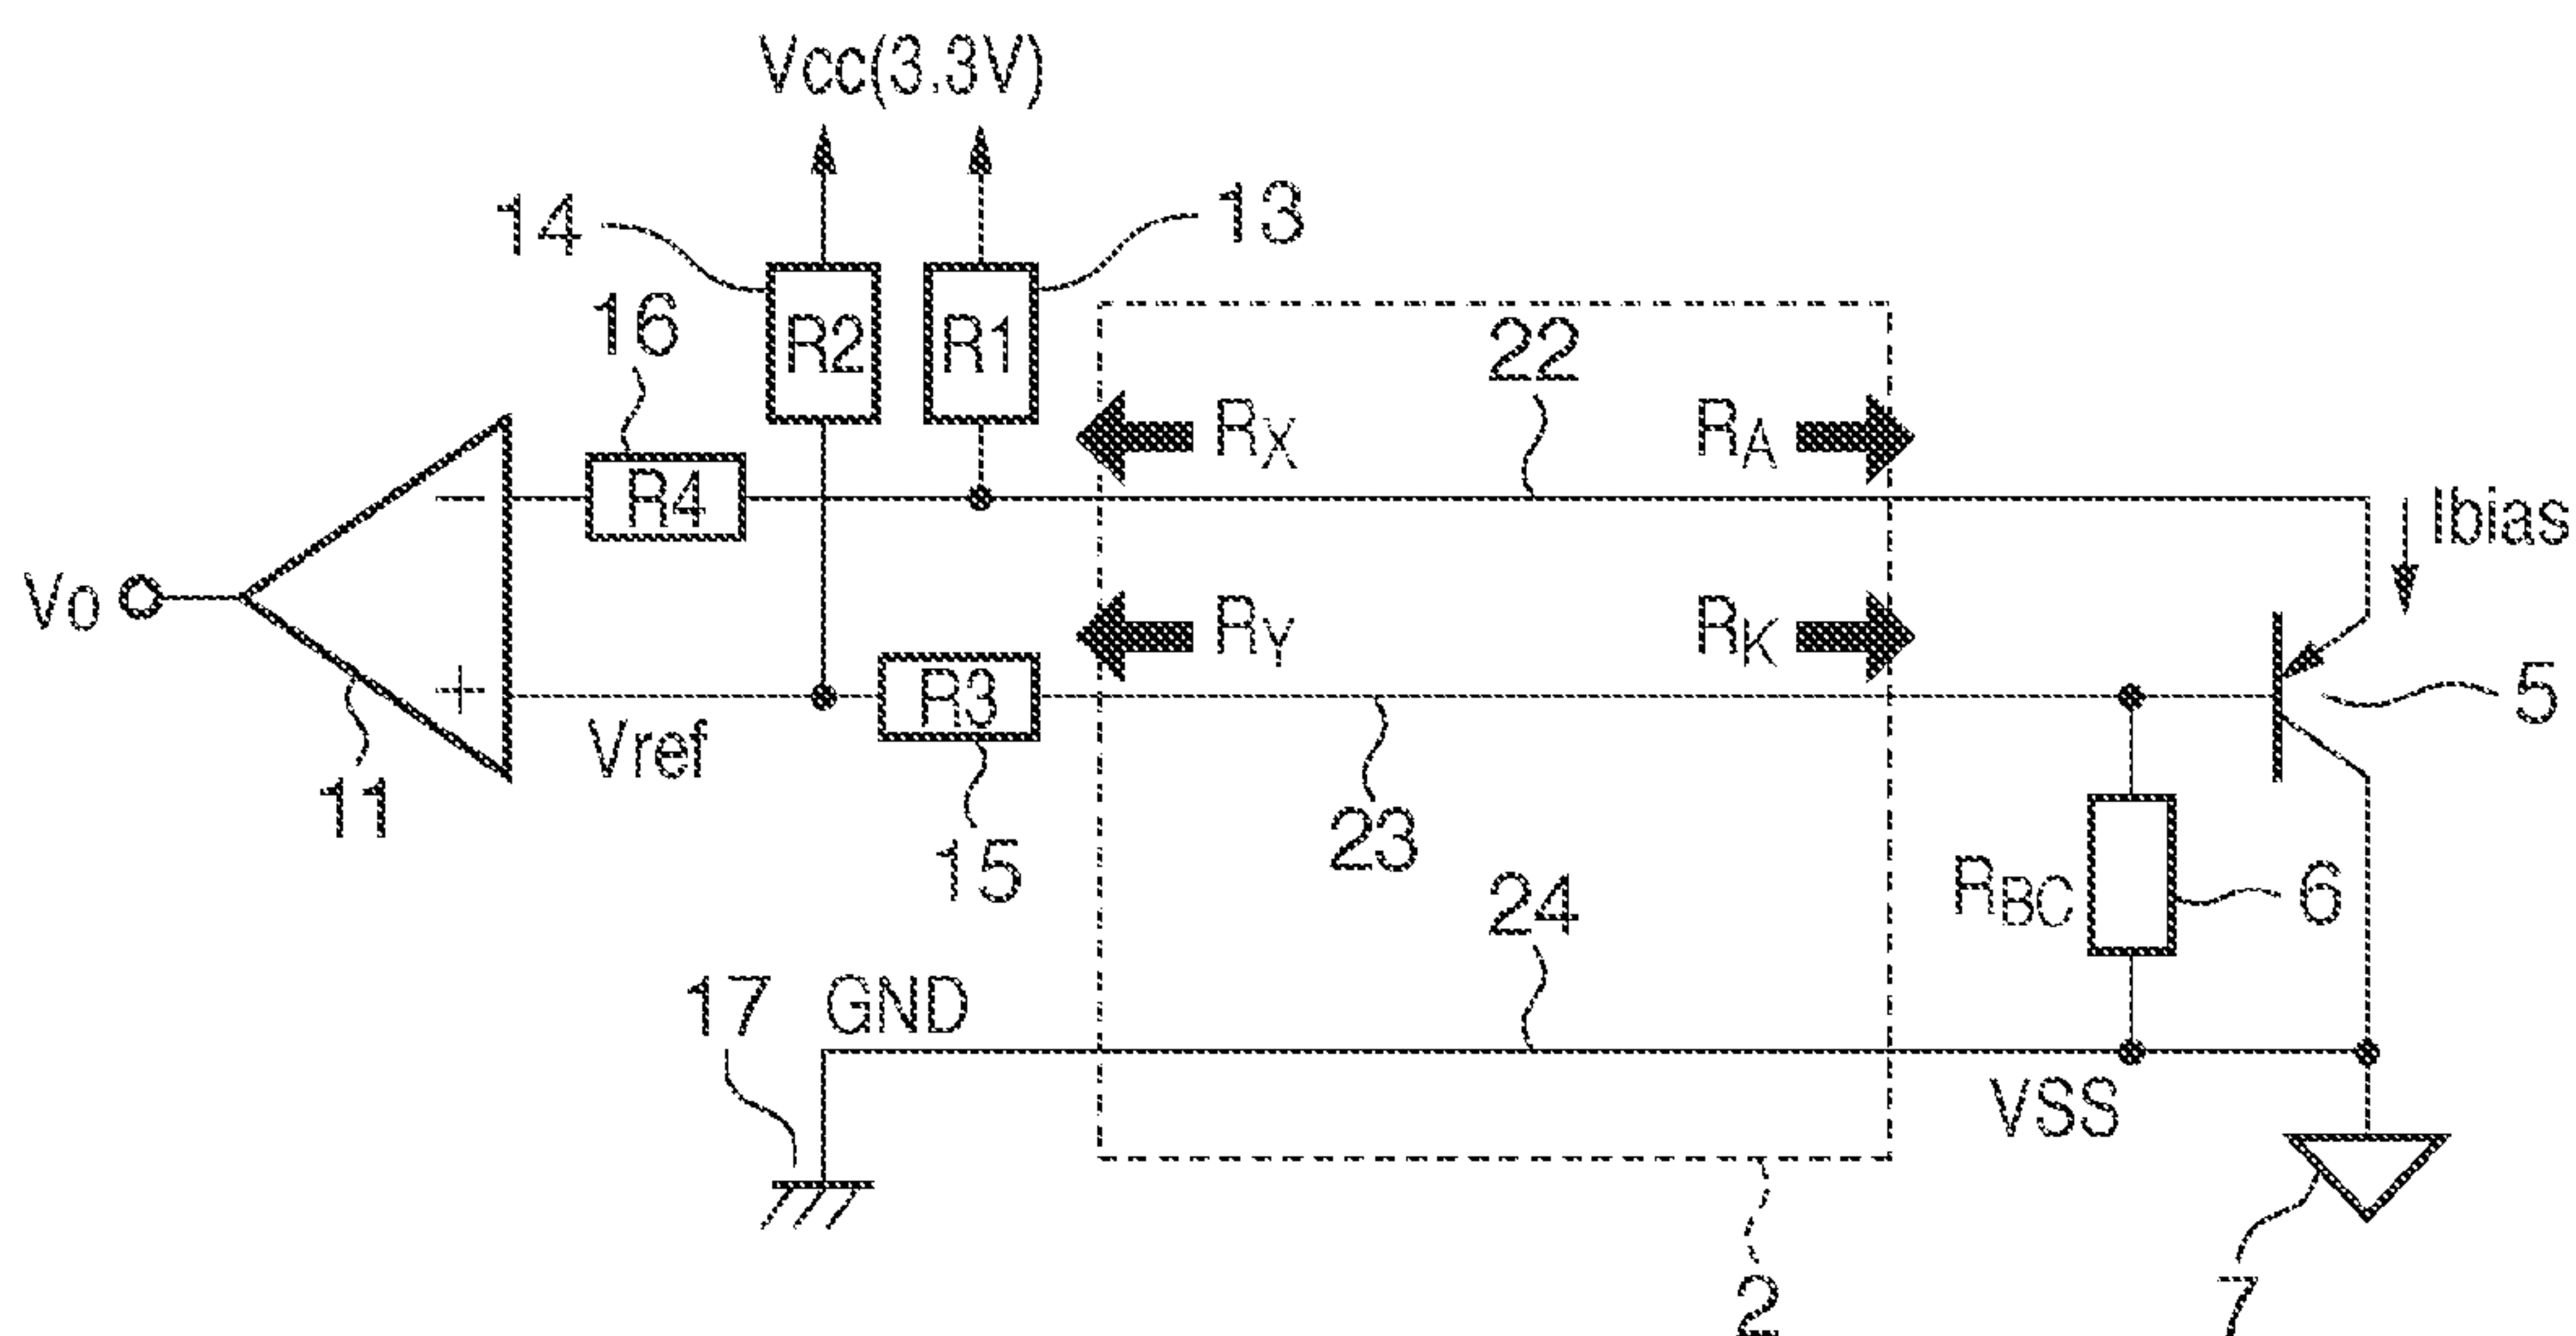 Vcc(3.3V)
14
13
16
R2
R1
22
RX
RA
R4
Ibias
Vo
RY
RK
R3
5
Vref
11
23
15
RBC
6
24
17
GND
VSS
2
7